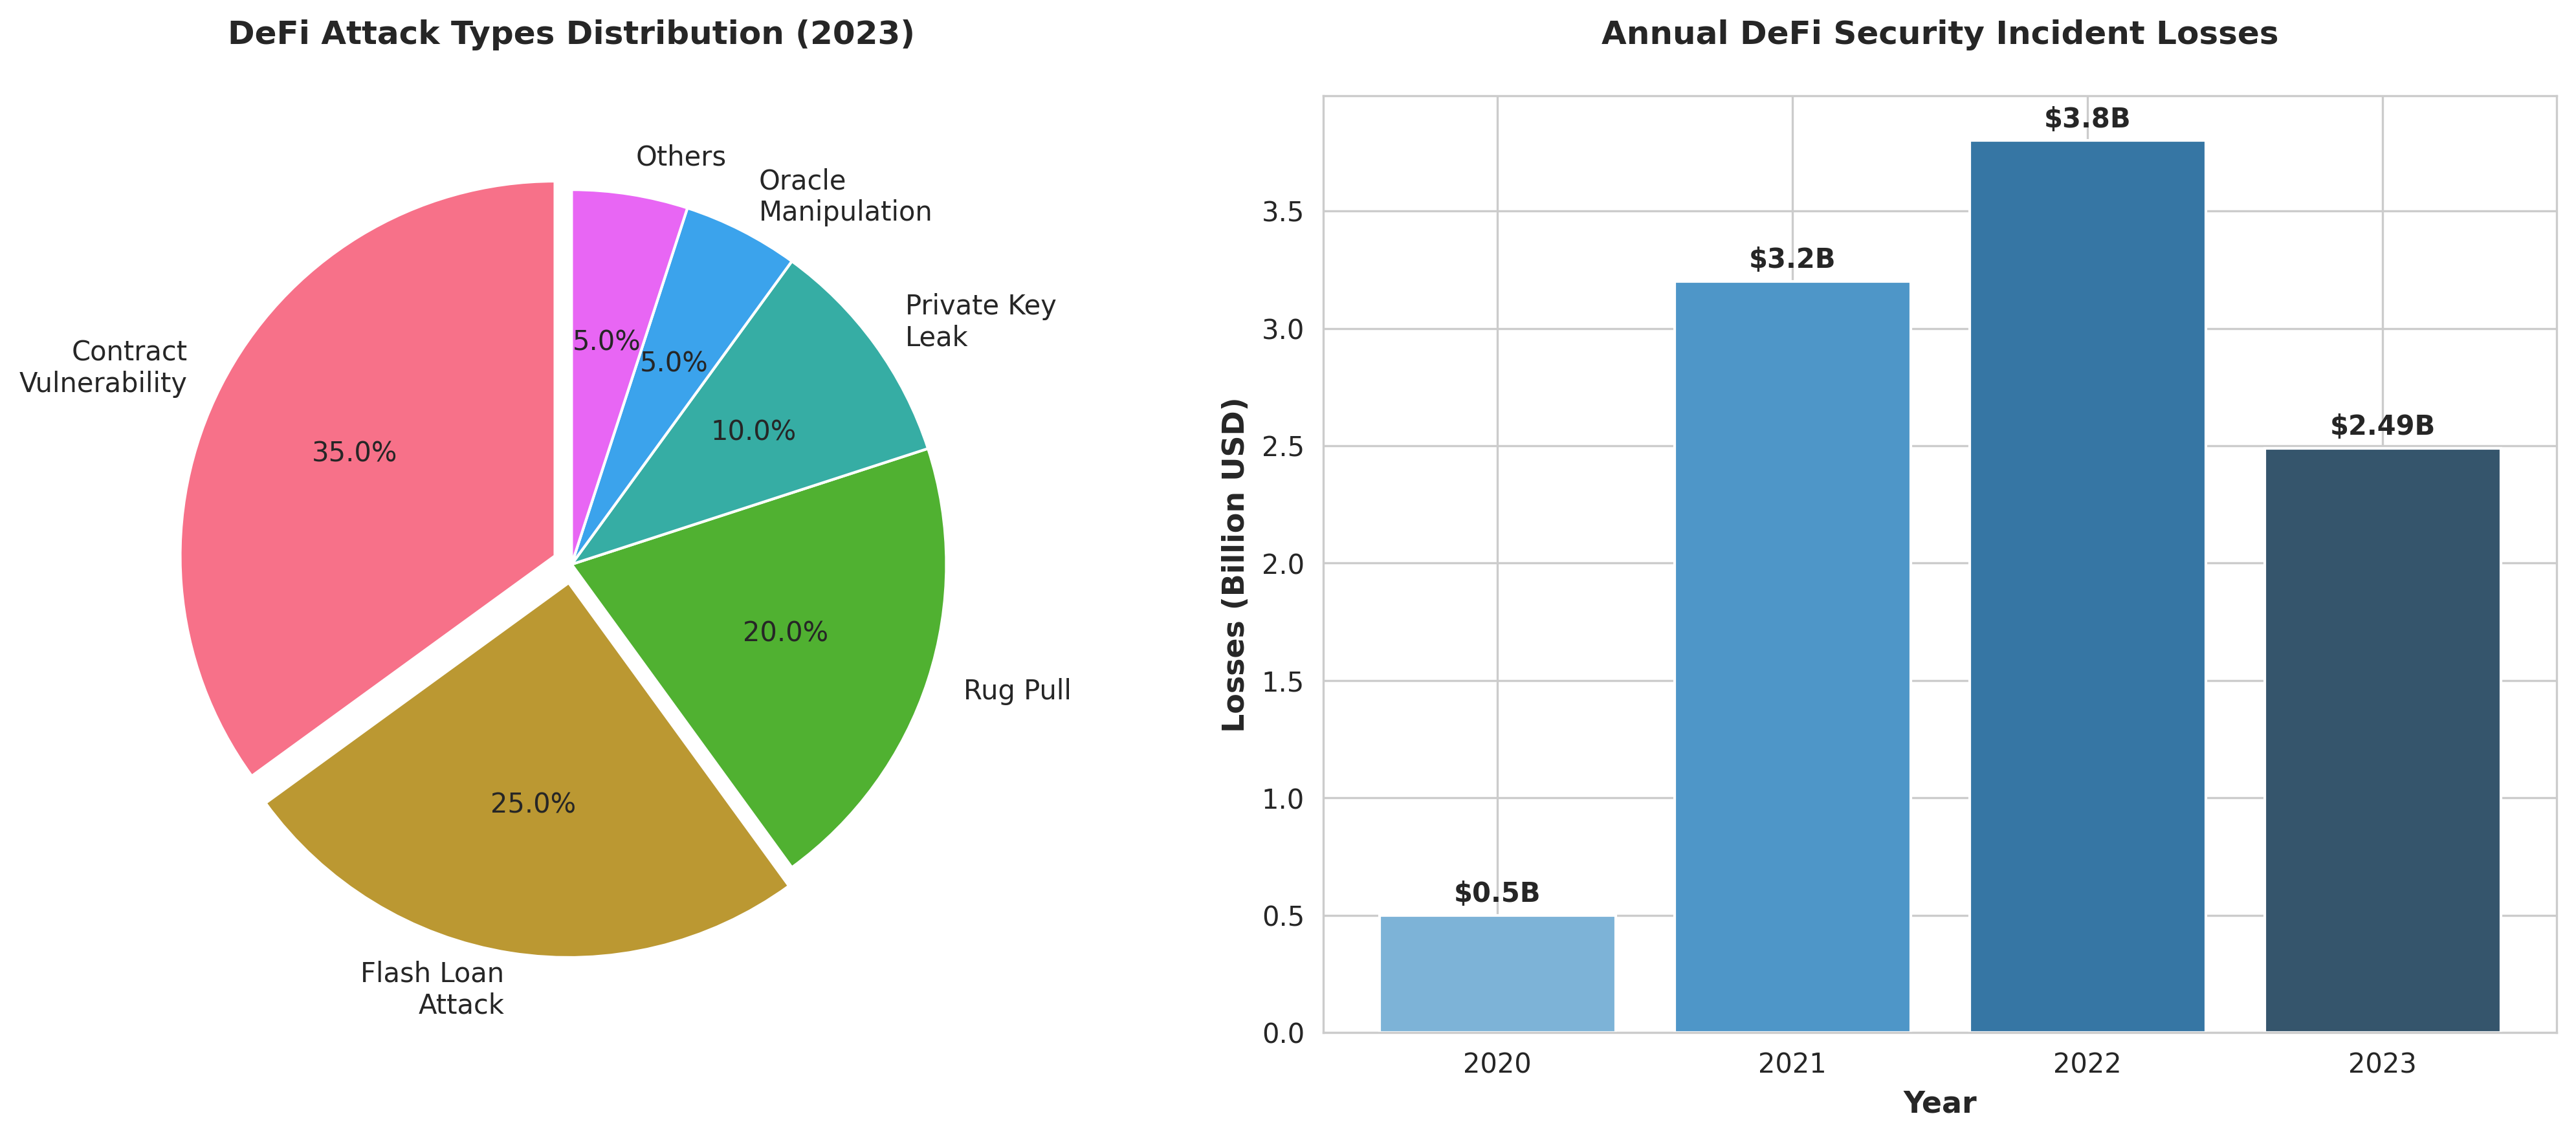 DeFi Attack Types Distribution (2023)
Others
Oracle
Manipulation
Private Key
Leak
Contract
Vulnerability
5.0%
5.0%
10.0%
35.0%
20.0%
Rug Pull
25.0%
Flash Loan
Attack
Annual DeFi Security Incident Losses
Losses (Billion USD)
3.5
3.0
2.5
2.0
1.5
1.0
0.5
0.0
$0.5B
$3.2B
$3.8B
$2.49B
2020
2021
2022
2023
Year